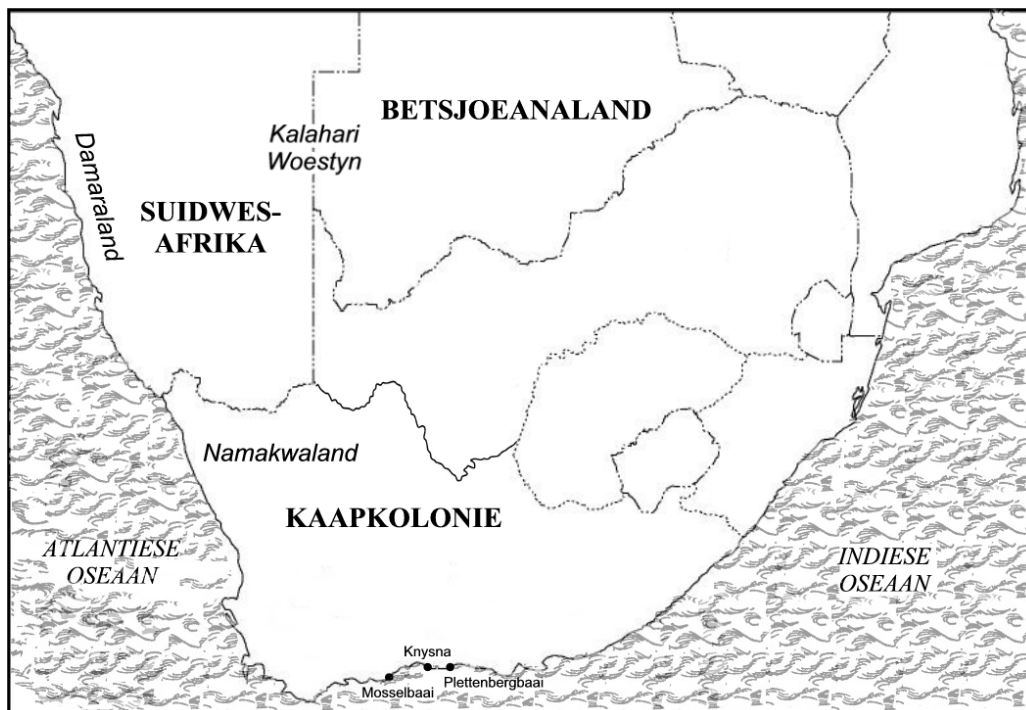 BETSJOEANALAND
Kalahari
Woestyn
Damaraland
SUIDWES-
AFRIKA
Namakwaland
KAAPKOLONIE
ATLANTIESE
OSEAAN
INDIESE
OSEAAN
Knysna
Mosselbaai
Plettenbergbaai